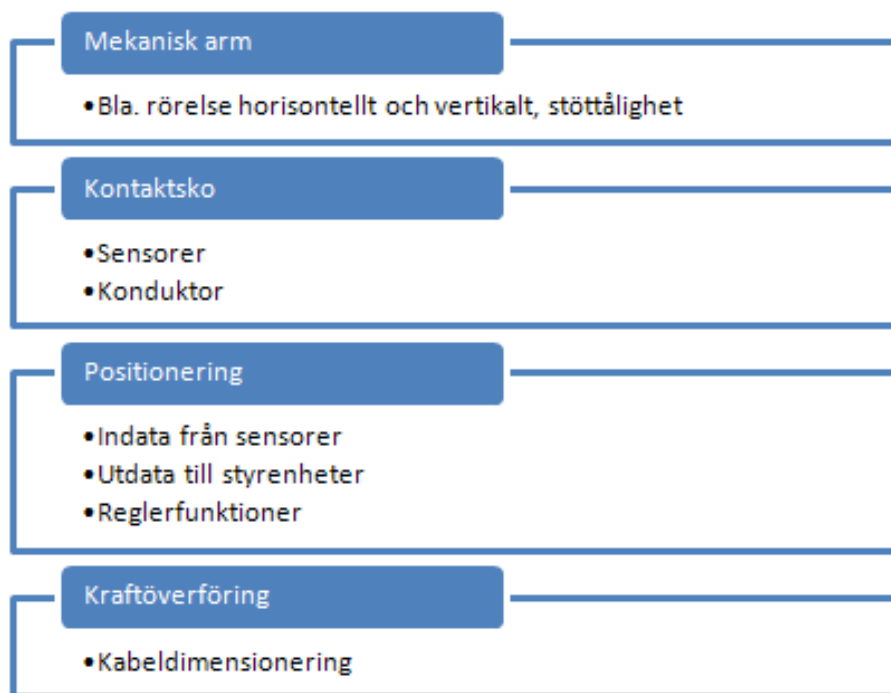 Mekanisk arm
•Bla. rörelse horisontellt och vertikalt, stöttålighet
Kontaktsko
•Sensorer
•Konduktor
Positionering
•Indata från sensorer
•Utdata till styrenheter
•Reglerfunktioner
Kraftöverföring
•Kabeldimensionering